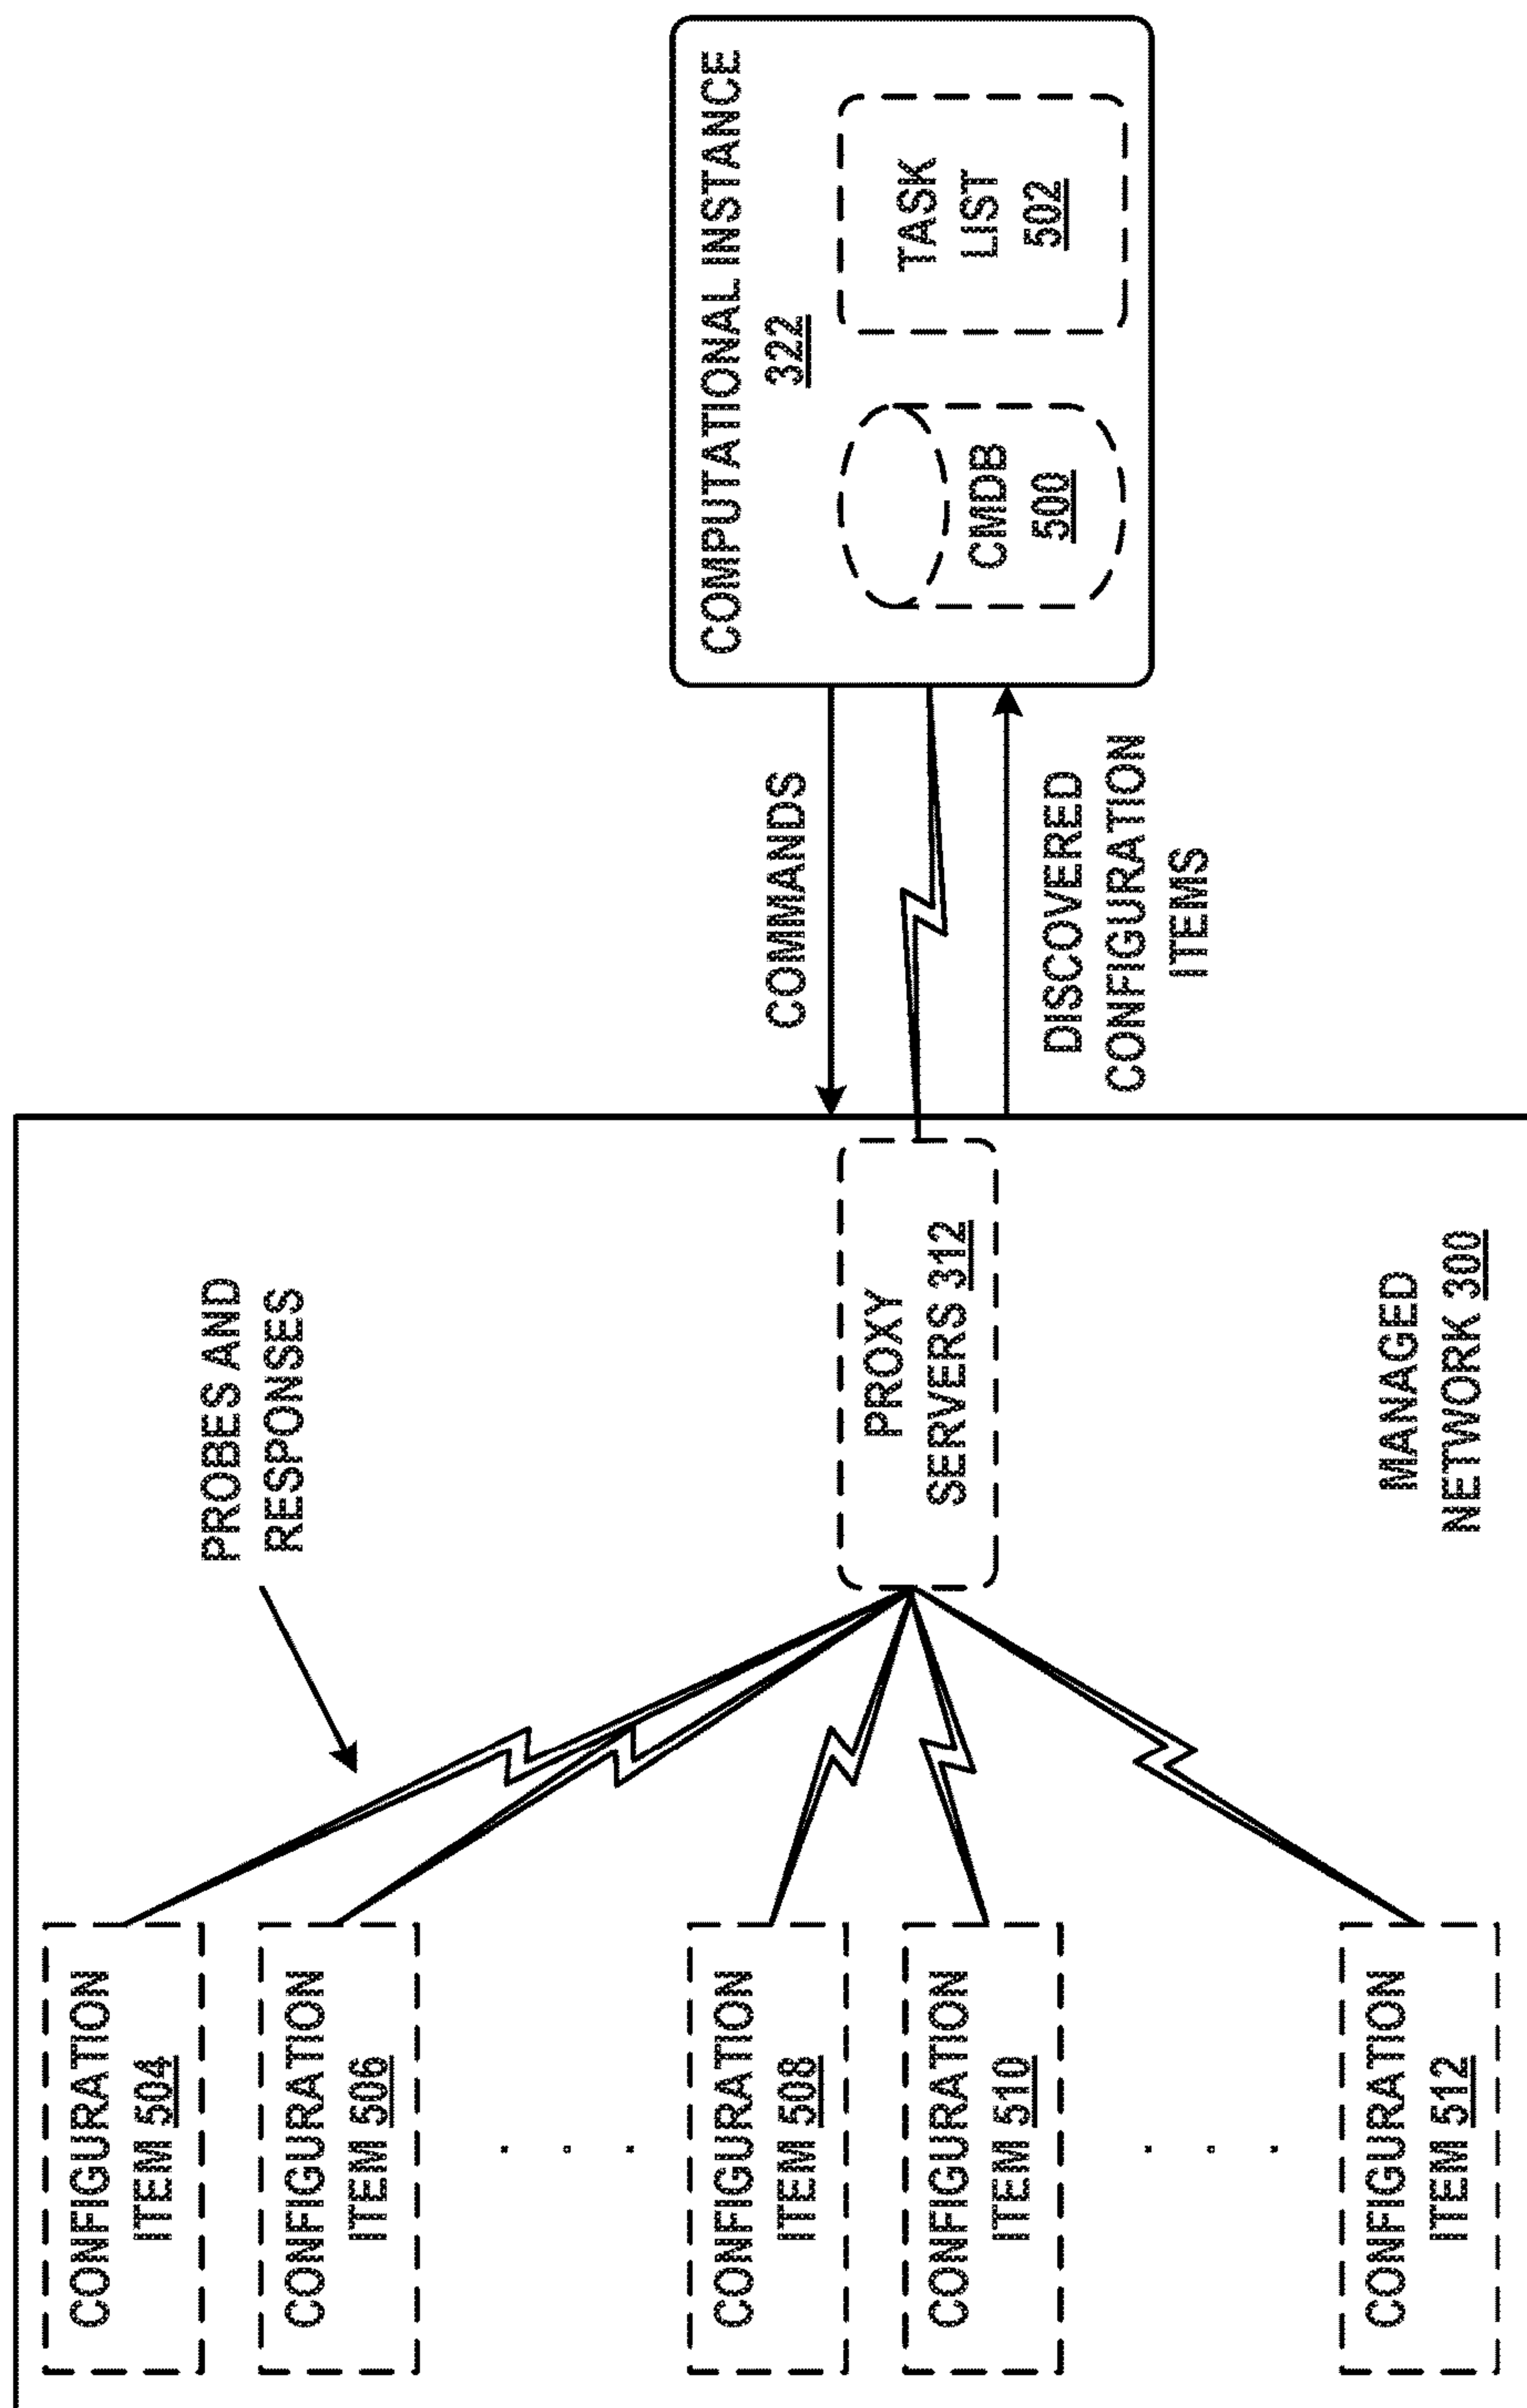 COMPUTATIONAL INSTANCE
322
CMDB
500
TASK
LIST
502
COMMANDS
DISCOVERED
CONFIGURATION
ITEMS
PROBES AND
RESPONSES
PROXY
SERVERS 312
MANAGED
NETWORK 300
CONFIGURATION
ITEM 504
CONFIGURATION
ITEM 506
CONFIGURATION
ITEM 508
CONFIGURATION
ITEM 510
CONFIGURATION
ITEM 512